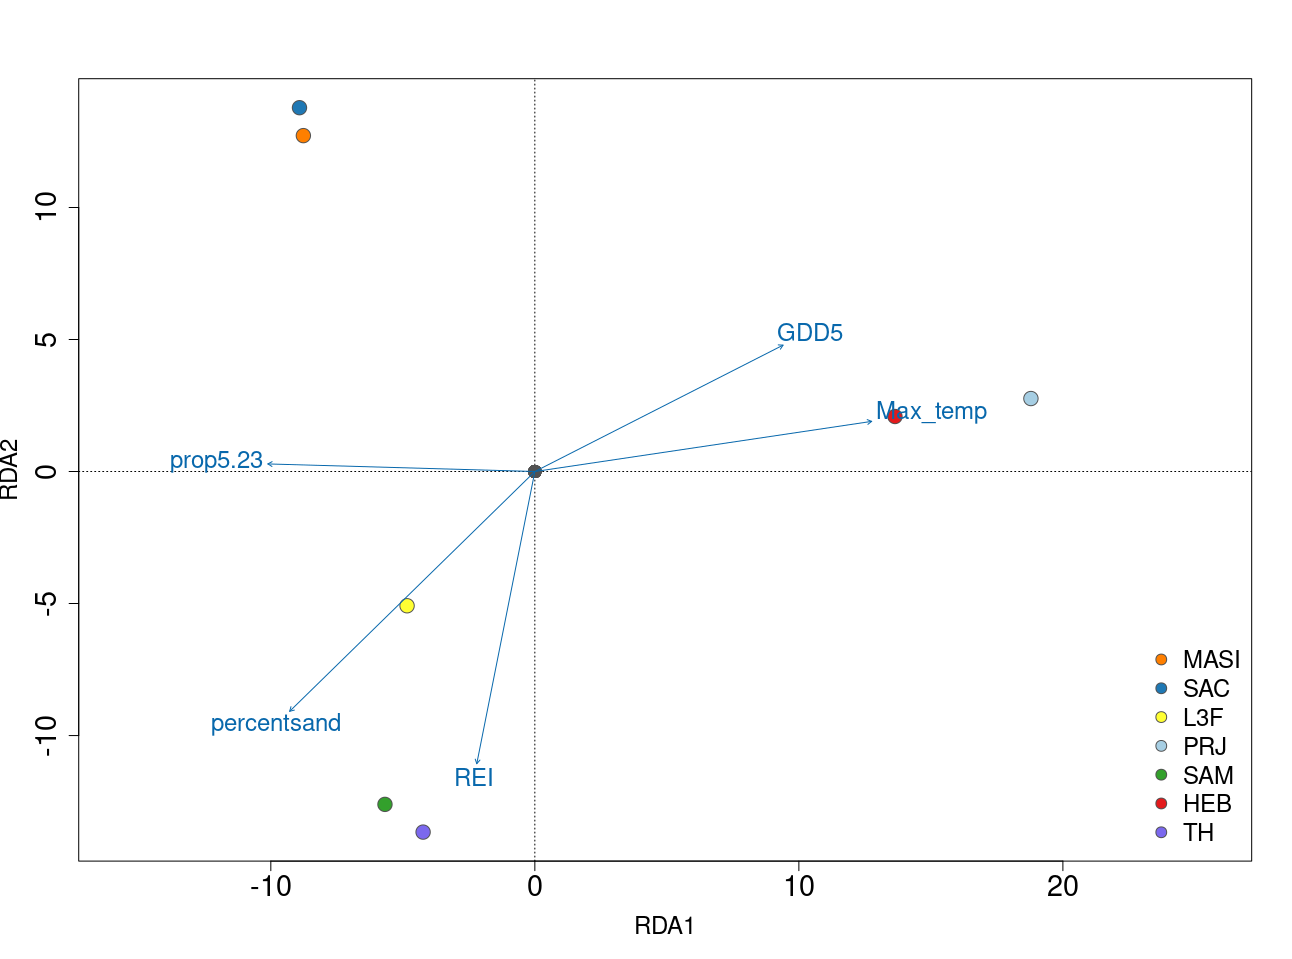 10
5
0
-5
-10
RDA2
GDD5
Max_temp
prop5.23
percentsand
REI
MASI
SAC
L3F
PRJ
SAM
HEB
TH
-10
0
10
20
RDA1